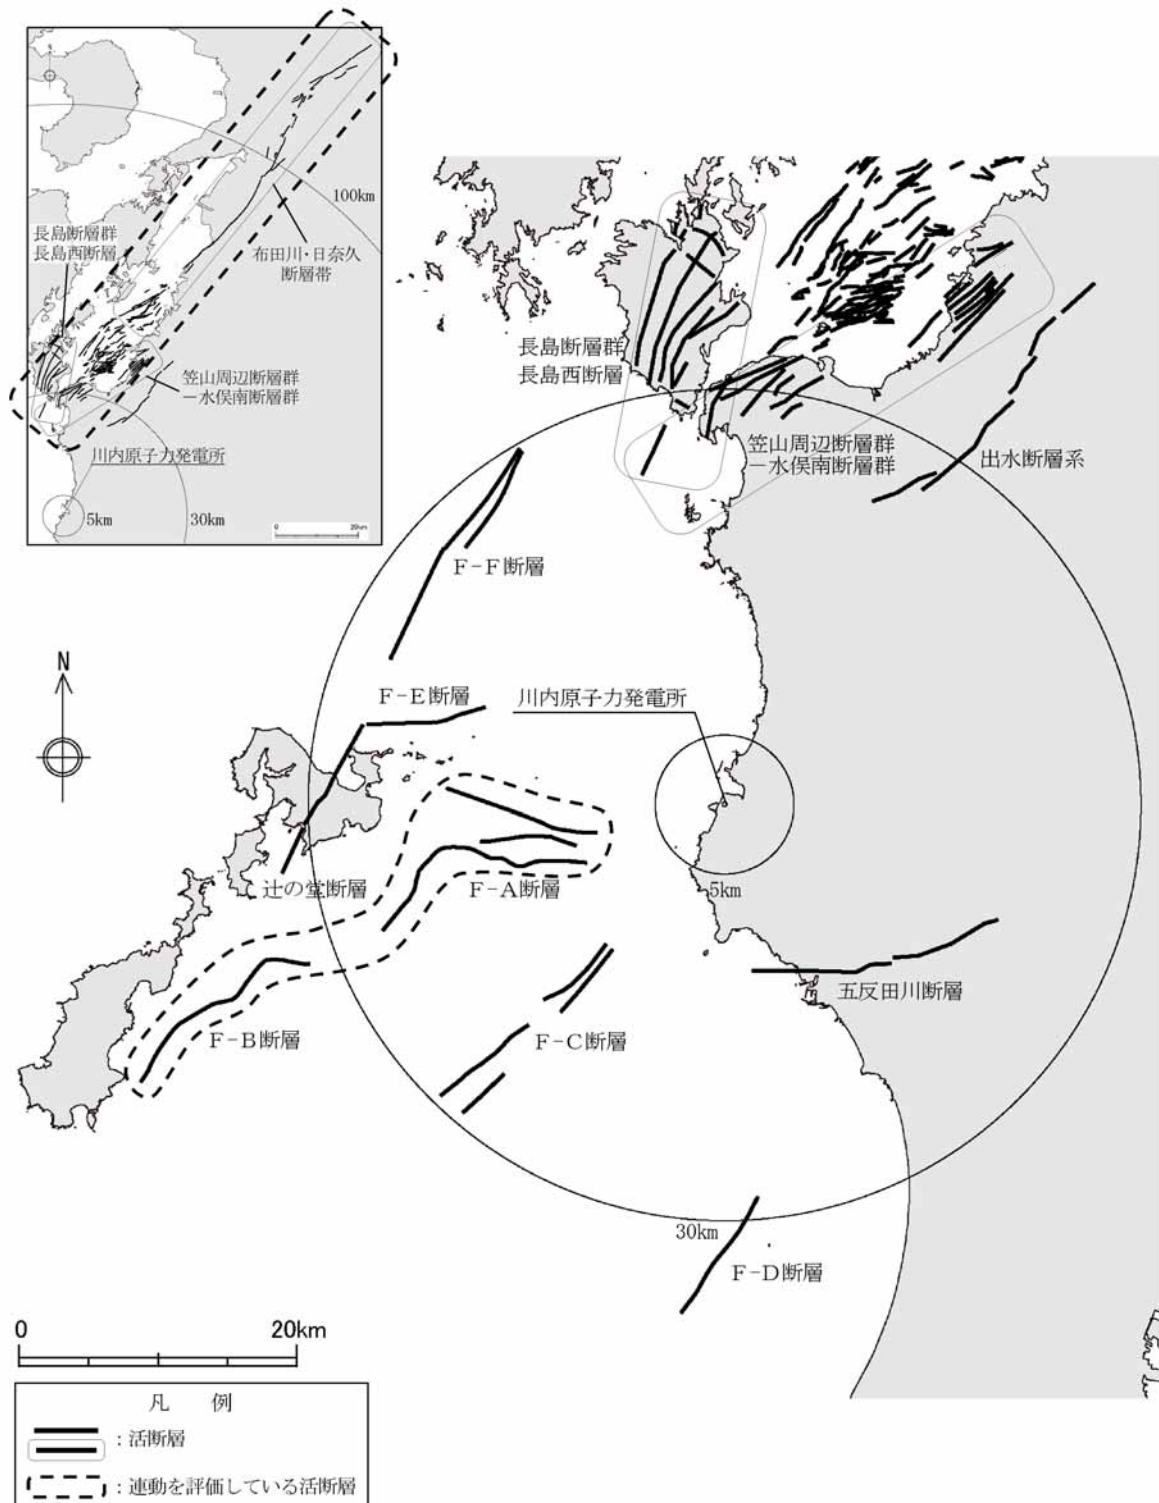 100km
長島断層群
長島西断層
布田川・日奈久
断層帯
笠山周辺断層群
－水俣南断層群
川内原子力発電所
5km
30km
0
20km
長島断層群
長島西断層
笠山周辺断層群
－水俣南断層群
出水断層系
F-F断層
N
F-E断層
川内原子力発電所
辻の堂断層
F-A断層
5km
五反田川断層
F-B断層
F-C断層
30km
F-D断層
0
20km
凡 例
：活断層
：連動を評価している活断層